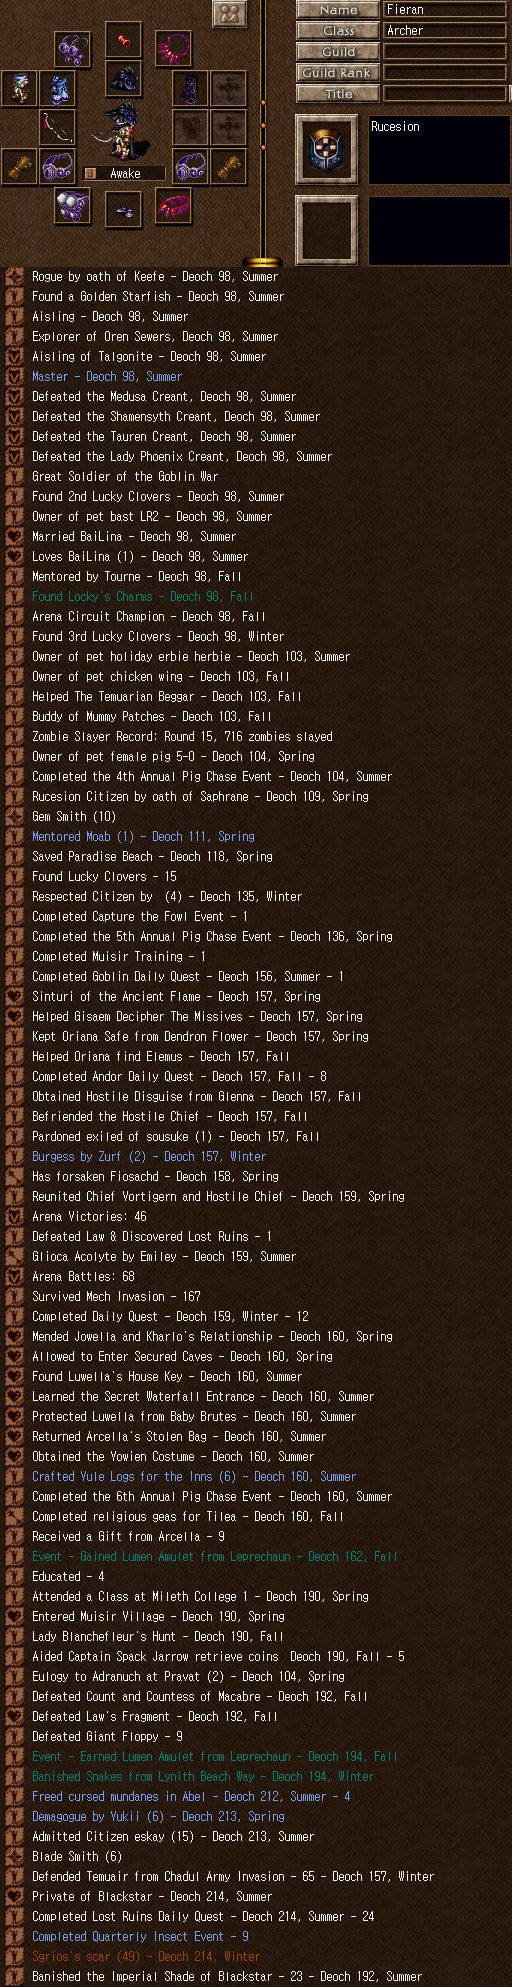 Name
Fieran
Class
Archer
Guild
Guild Rank
Title
Rucesion
Awake
Rogue by oath of Keefe - Deoch 98, Summer
Found a Golden Starfish - Deoch 98, Summer
Aisling - Deoch 98, Summer
Explorer of Oren Sewers, Deoch 98, Summer
Aisling of Talgonite - Deoch 98, Summer
Master - Deoch 98, Summer
Defeated the Medusa Creant, Deoch 98, Summer
Defeated the Shamensyth Creant, Deoch 98, Summer
Defeated the Tauren Creant, Deoch 98, Summer
Defeated the Lady Phoenix Creant, Deoch 98, Summer
Great Soldier of the Goblin War
Found 2nd Lucky Clovers - Deoch 98, Summer
Owner of pet bast LR2 - Deoch 98, Summer
Married BaiLina - Deoch 98, Summer
Loves BaiLina (1) - Deoch 98, Summer
Mentored by Tourne - Deoch 98, Fall
Found Locky's Charms - Deoch 98, Fall
Arena Circuit Champion - Deoch 98, Fall
Found 3rd Lucky Clovers - Deoch 98, Winter
Owner of pet holiday erbie herbie - Deoch 103, Summer
Owner of pet chicken wing - Deoch 103, Fall
Helped The Temuarian Beggar - Deoch 103, Fall
Buddy of Mummy Patches - Deoch 103, Fall
Zombie Slayer Record: Round 15, 716 zombies slayed
Owner of pet female pig 5-0 - Deoch 104, Spring
Completed the 4th Annual Pig Chase Event - Deoch 104, Summer
Rucesion Citizen by oath of Saphrane - Deoch 109, Spring
Gem Smith (10)
Mentored Moab (1) - Deoch 111, Spring
Saved Paradise Beach - Deoch 118, Spring
Found Lucky Clovers - 15
Respected Citizen by  (4) - Deoch 135, Winter
Completed Capture the Fowl Event - 1
Completed the 5th Annual Pig Chase Event - Deoch 136, Spring
Completed Muisir Training - 1
Completed Goblin Daily Quest - Deoch 156, Summer - 1
Sinturi of the Ancient Flame - Deoch 157, Spring
Helped Gisaem Decipher The Missives - Deoch 157, Spring
Kept Oriana Safe from Dendron Flower - Deoch 157, Spring
Helped Oriana find Elemus - Deoch 157, Fall
Completed Andor Daily Quest - Deoch 157, Fall - 8
Obtained Hostile Disguise from Glenna - Deoch 157, Fall
Befriended the Hostile Chief - Deoch 157, Fall
Pardoned exiled of sousuke (1) - Deoch 157, Fall
Burgess by Zurf (2) - Deoch 157, Winter
Has forsaken Fiosachd - Deoch 158, Spring
Reunited Chief Vortigern and Hostile Chief - Deoch 159, Spring
Arena Victories: 46
Defeated Law & Discovered Lost Ruins - 1
Glioca Acolyte by Emiley - Deoch 159, Summer
Arena Battles: 68
Survived Mech Invasion - 167
Completed Daily Quest - Deoch 159, Winter - 12
Mended Jowella and Kharlo's Relationship - Deoch 160, Spring
Allowed to Enter Secured Caves - Deoch 160, Spring
Found Luwella's House Key - Deoch 160, Summer
Learned the Secret Waterfall Entrance - Deoch 160, Summer
Protected Luwella from Baby Brutes - Deoch 160, Summer
Returned Arcella's Stolen Bag - Deoch 160, Summer
Obtained the Yowien Costume - Deoch 160, Summer
Crafted Yule Logs for the Inns (6) - Deoch 160, Summer
Completed the 6th Annual Pig Chase Event - Deoch 160, Summer
Completed religious geas for Tilea - Deoch 160, Fall
Received a Gift from Arcella - 9
Event - Gained Lumen Amulet from Leprechaun - Deoch 162, Fall
Educated - 4
Attended a Class at Mileth College 1 - Deoch 190, Spring
Entered Muisir Village - Deoch 190, Spring
Lady Blanchefleur's Hunt - Deoch 190, Fall
Aided Captain Spack Jarrow retrieve coins  Deoch 190, Fall - 5
Eulogy to Adranuch at Pravat (2) - Deoch 104, Spring
Defeated Count and Countess of Macabre - Deoch 192, Fall
Defeated Law's Fragment - Deoch 192, Fall
Defeated Giant Floppy - 9
Event - Earned Lumen Amulet from Leprechaun - Deoch 194, Fall
Banished Snakes from Lynith Beach Way - Deoch 194, Winter
Freed cursed mundanes in Abel - Deoch 212, Summer - 4
Demagogue by Yukii (6) - Deoch 213, Spring
Admitted Citizen eskay (15) - Deoch 213, Summer
Blade Smith (6)
Defended Temuair from Chadul Army Invasion - 65 - Deoch 157, Winter
Private of Blackstar - Deoch 214, Summer
Completed Lost Ruins Daily Quest - Deoch 214, Summer - 24
Completed Quarterly Insect Event - 9
Sgrios's scar (49) - Deoch 214, Winter
Banished the Imperial Shade of Blackstar - 23 - Deoch 192, Summer